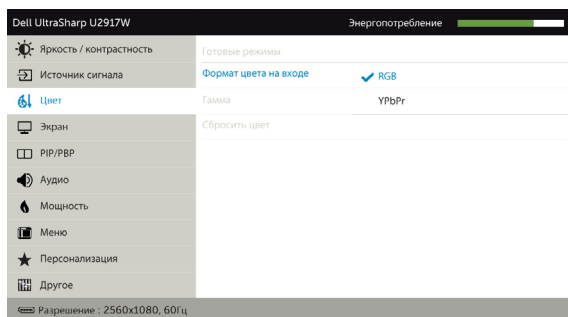 Dell UltraSharp U2917W Энергопотребление
Яркость / контрастность Готовые режимы
Источник сигнала Формат цвета на входе RGB
Цвет Гамма YPbPr
Экран Сбросить цвет
PIP/PBP
Аудио
Мощность
Меню
Персонализация
Другое
Разрешение : 2560x1080, 60Гц